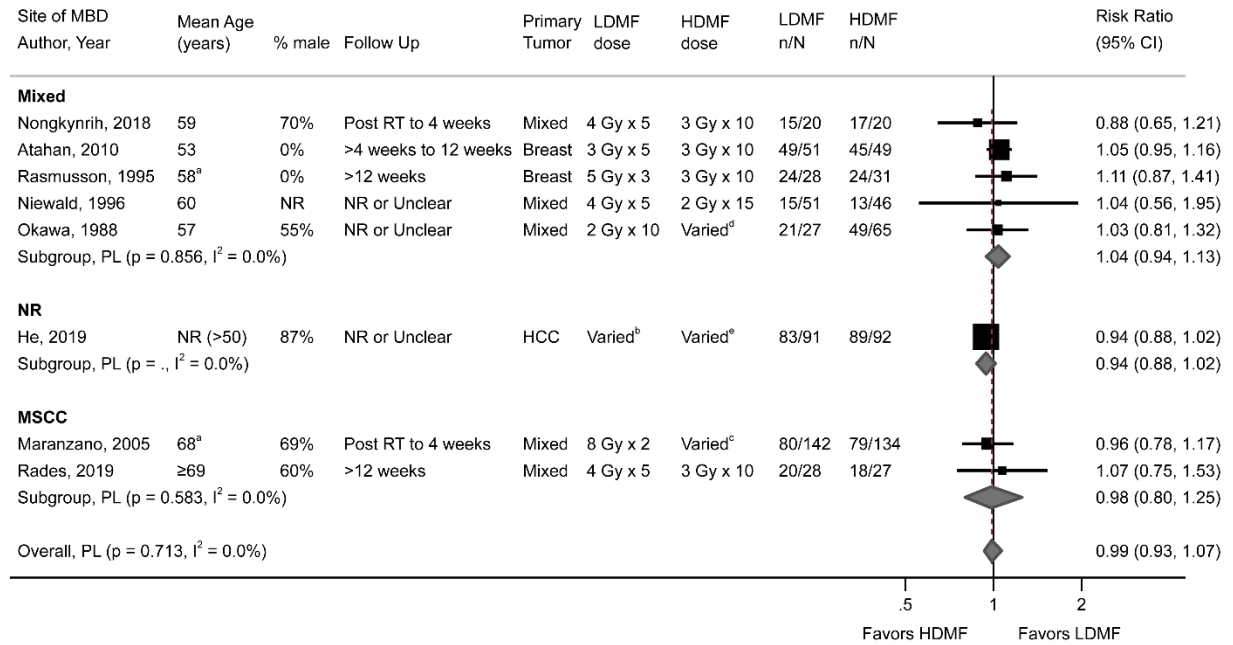 Site of MBD Mean Age Primary LDMF HDMF LDMF HDMF Risk Ratio
Author, Year (years) % male Follow Up Tumor dose dose n/N n/N (95% CI)
Mixed
Nongkynrih, 2018 59 70% Post RT to 4 weeks Mixed 4 Gy x 5 3 Gy x 10 15/20 17/20 0.88 (0.65, 1.21)
Atahan, 2010 53 0% >4 weeks to 12 weeks Breast 3 Gy x 5 3 Gy x 10 49/51 45/49 1.05 (0.95, 1.16)
Rasmusson, 1995 58ᵃ 0% >12 weeks Breast 5 Gy x 3 3 Gy x 10 24/28 24/31 1.11 (0.87, 1.41)
Niewald, 1996 60 NR NR or Unclear Mixed 4 Gy x 5 2 Gy x 15 15/51 13/46 1.04 (0.56, 1.95)
Okawa, 1988 57 55% NR or Unclear Mixed 2 Gy x 10 Variedᵈ 21/27 49/65 1.03 (0.81, 1.32)
Subgroup, PL (p = 0.856, I² = 0.0%) 1.04 (0.94, 1.13)
NR
He, 2019 NR (>50) 87% NR or Unclear HCC Variedᵇ Variedᵉ 83/91 89/92 0.94 (0.88, 1.02)
Subgroup, PL (p = ., I² = 0.0%) 0.94 (0.88, 1.02)
MSCC
Maranzano, 2005 68ᵃ 69% Post RT to 4 weeks Mixed 8 Gy x 2 Variedᶜ 80/142 79/134 0.96 (0.78, 1.17)
Rades, 2019 ≥69 60% >12 weeks Mixed 4 Gy x 5 3 Gy x 10 20/28 18/27 1.07 (0.75, 1.53)
Subgroup, PL (p = 0.583, I² = 0.0%) 0.98 (0.80, 1.25)
Overall, PL (p = 0.713, I² = 0.0%) 0.99 (0.93, 1.07)
.5 1 2
Favors HDMF Favors LDMF